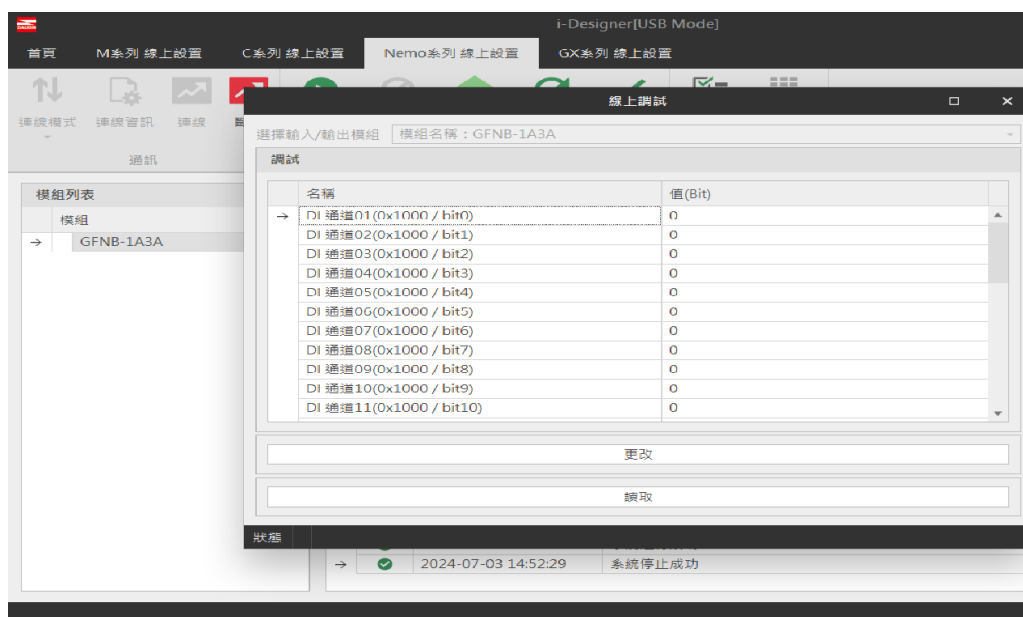 i-Designer[USB Mode]
首頁 M系列 線上設置 C系列 線上設置 Nemo系列 線上設置 GX系列 線上設置
連線模式 連線資訊 連線
通訊
線上調試
選擇輸入/輸出模組 模組名稱：GFNB-1A3A
調試
名稱 值(Bit)
DI 通道01(0x1000 / bit0) 0
DI 通道02(0x1000 / bit1) 0
DI 通道03(0x1000 / bit2) 0
DI 通道04(0x1000 / bit3) 0
DI 通道05(0x1000 / bit4) 0
DI 通道06(0x1000 / bit5) 0
DI 通道07(0x1000 / bit6) 0
DI 通道08(0x1000 / bit7) 0
DI 通道09(0x1000 / bit8) 0
DI 通道10(0x1000 / bit9) 0
DI 通道11(0x1000 / bit10) 0
更改
讀取
狀態
模組列表
模組
GFNB-1A3A
2024-07-03 14:52:29 系統停止成功